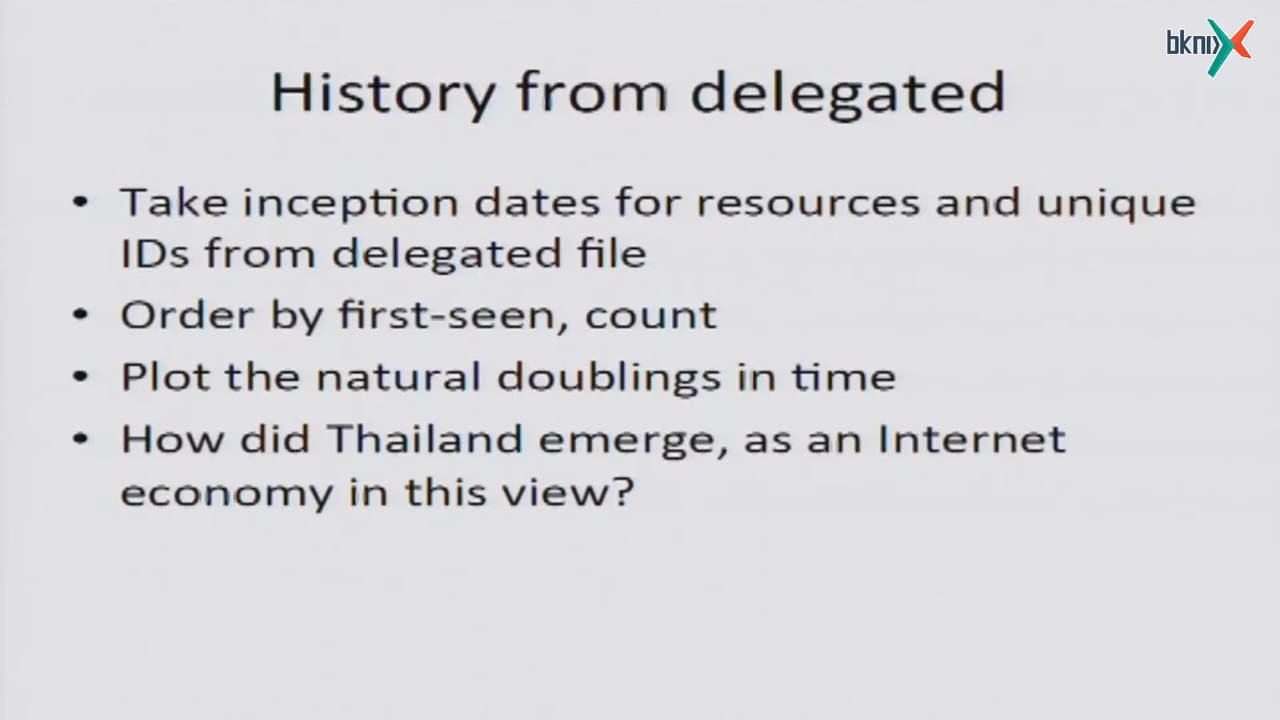 bkniX
History from delegated
• Take inception dates for resources and unique
IDs from delegated file
• Order by first-seen, count
• Plot the natural doublings in time
• How did Thailand emerge, as an Internet
economy in this view?